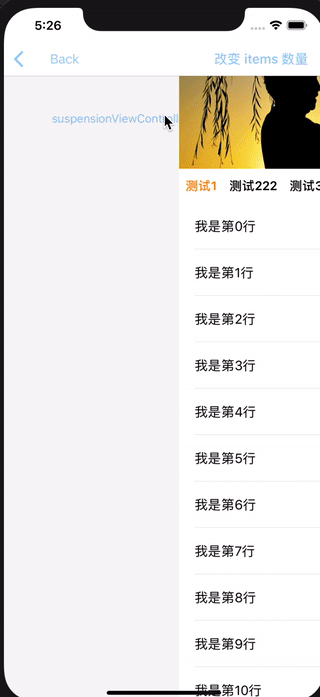 5:26
Back
改变 items 数量
suspensionViewControll
测试1 测试222 测试3
我是第0行
我是第1行
我是第2行
我是第3行
我是第4行
我是第5行
我是第6行
我是第7行
我是第8行
我是第9行
我是第10行